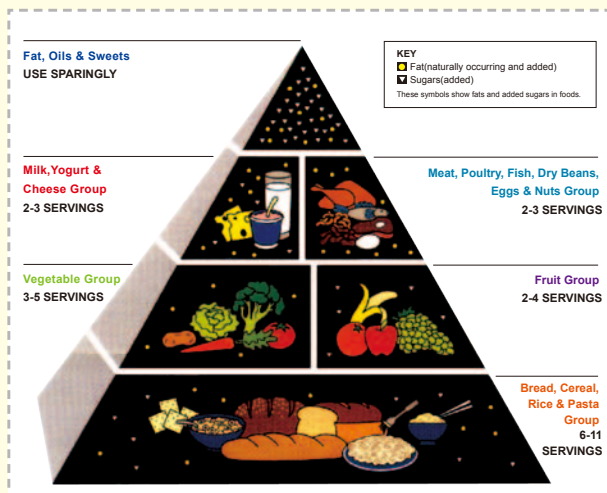 Fat, Oils & Sweets
USE SPARINGLY
KEY
Fat(naturally occurring and added)
Sugars(added)
These symbols show fats and added sugars in foods.
Milk,Yogurt &
Cheese Group
2-3 SERVINGS
Meat, Poultry, Fish, Dry Beans,
Eggs & Nuts Group
2-3 SERVINGS
Vegetable Group
3-5 SERVINGS
Fruit Group
2-4 SERVINGS
Bread, Cereal,
Rice & Pasta
Group
6-11
SERVINGS